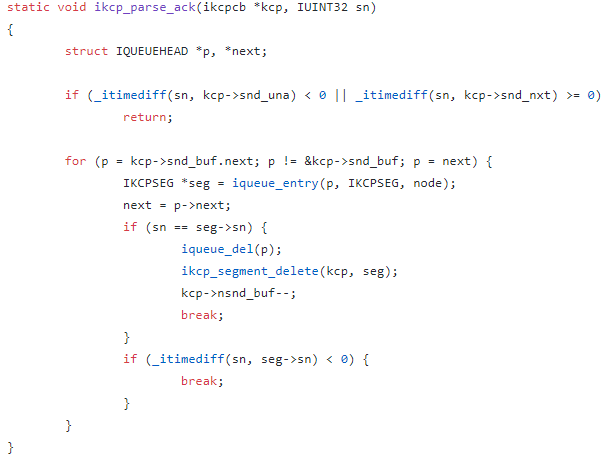 static void ikcp_parse_ack(ikcpcb *kcp, IUINT32 sn)
{
        struct IQUEUEHEAD *p, *next;

        if (_itimediff(sn, kcp->snd_una) < 0 || _itimediff(sn, kcp->snd_nxt) >= 0)
                return;

        for (p = kcp->snd_buf.next; p != &kcp->snd_buf; p = next) {
                IKCPSEG *seg = iqueue_entry(p, IKCPSEG, node);
                next = p->next;
                if (sn == seg->sn) {
                        iqueue_del(p);
                        ikcp_segment_delete(kcp, seg);
                        kcp->nsnd_buf--;
                        break;
                }
                if (_itimediff(sn, seg->sn) < 0) {
                        break;
                }
        }
}